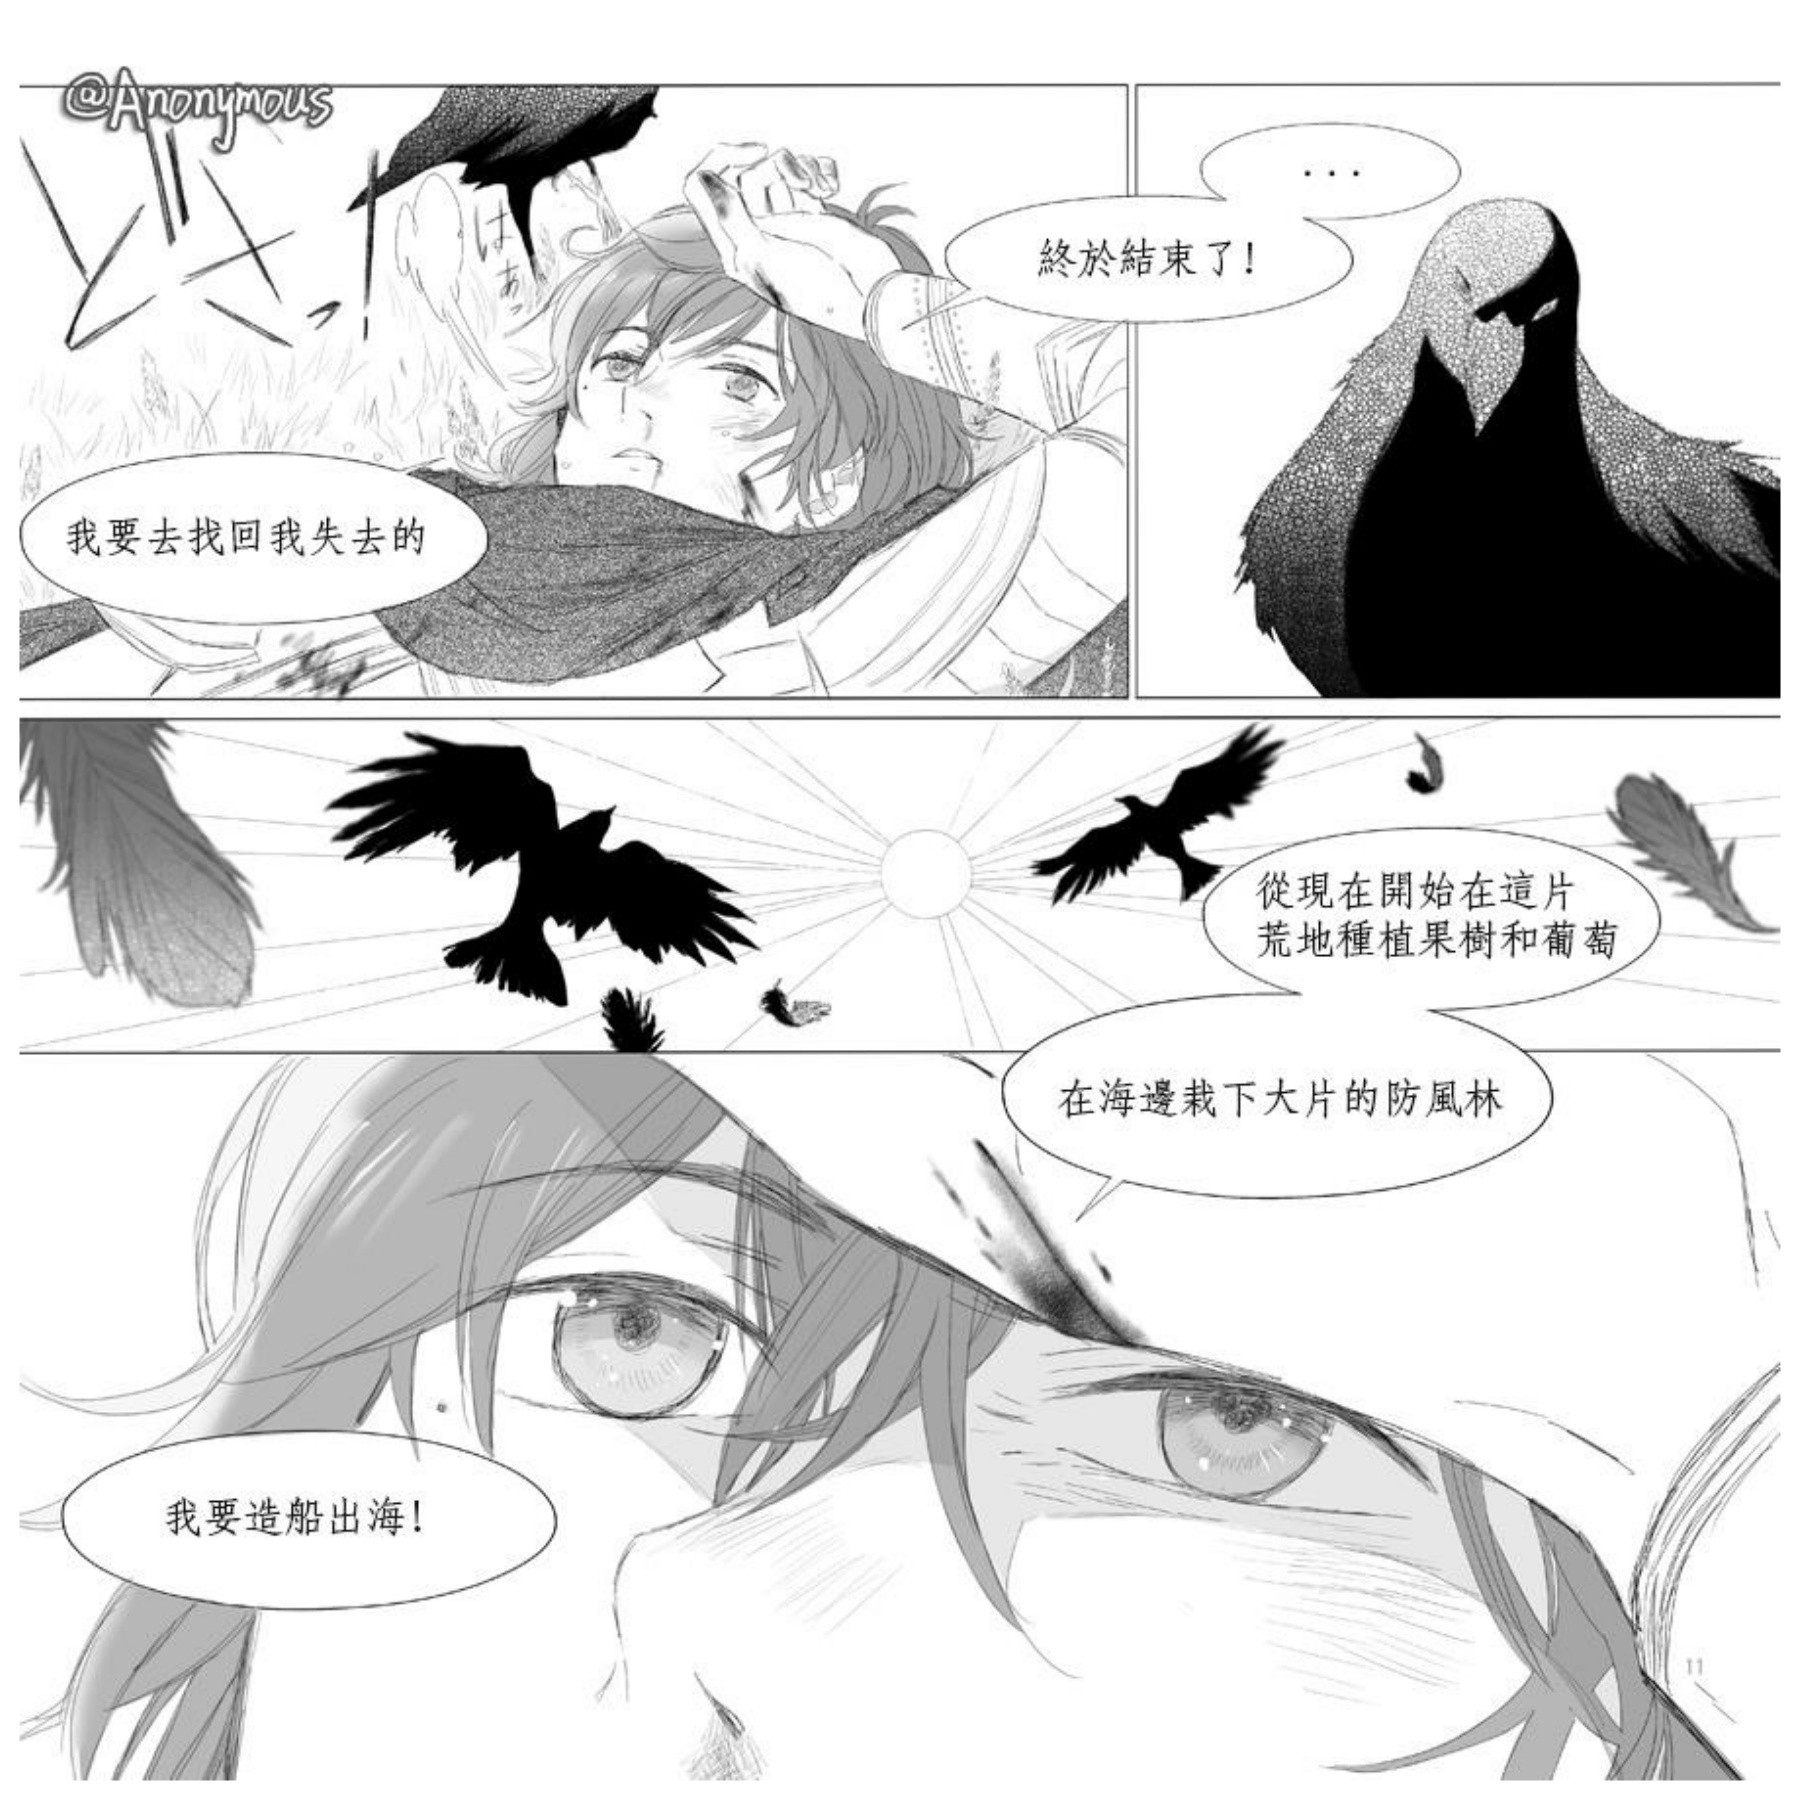 @Anonymous
はぁっ
...
終於結束了!
我要去找回我失去的
從現在開始在這片
荒地種植果樹和葡萄
在海邊栽下大片的防風林
我要造船出海!
11